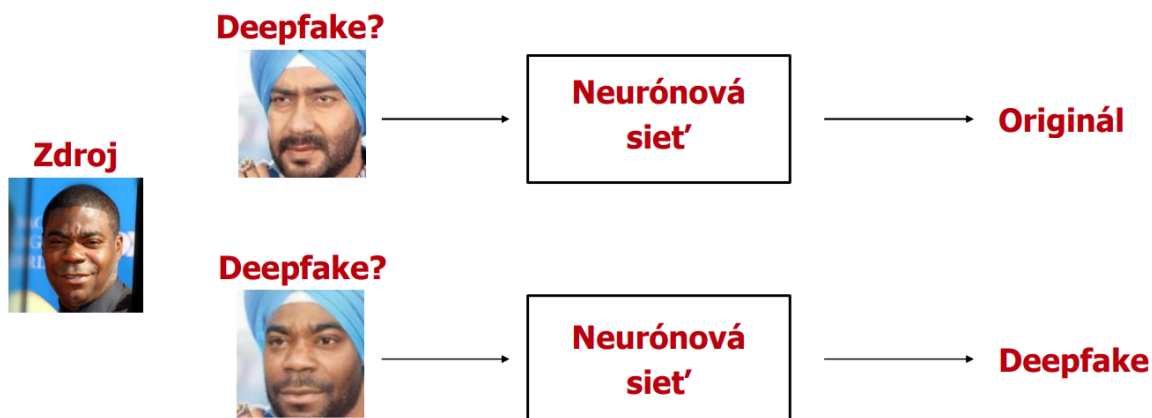 Deepfake?
Neurónová
sieť
Originál
Zdroj
Deepfake?
Neurónová
sieť
Deepfake